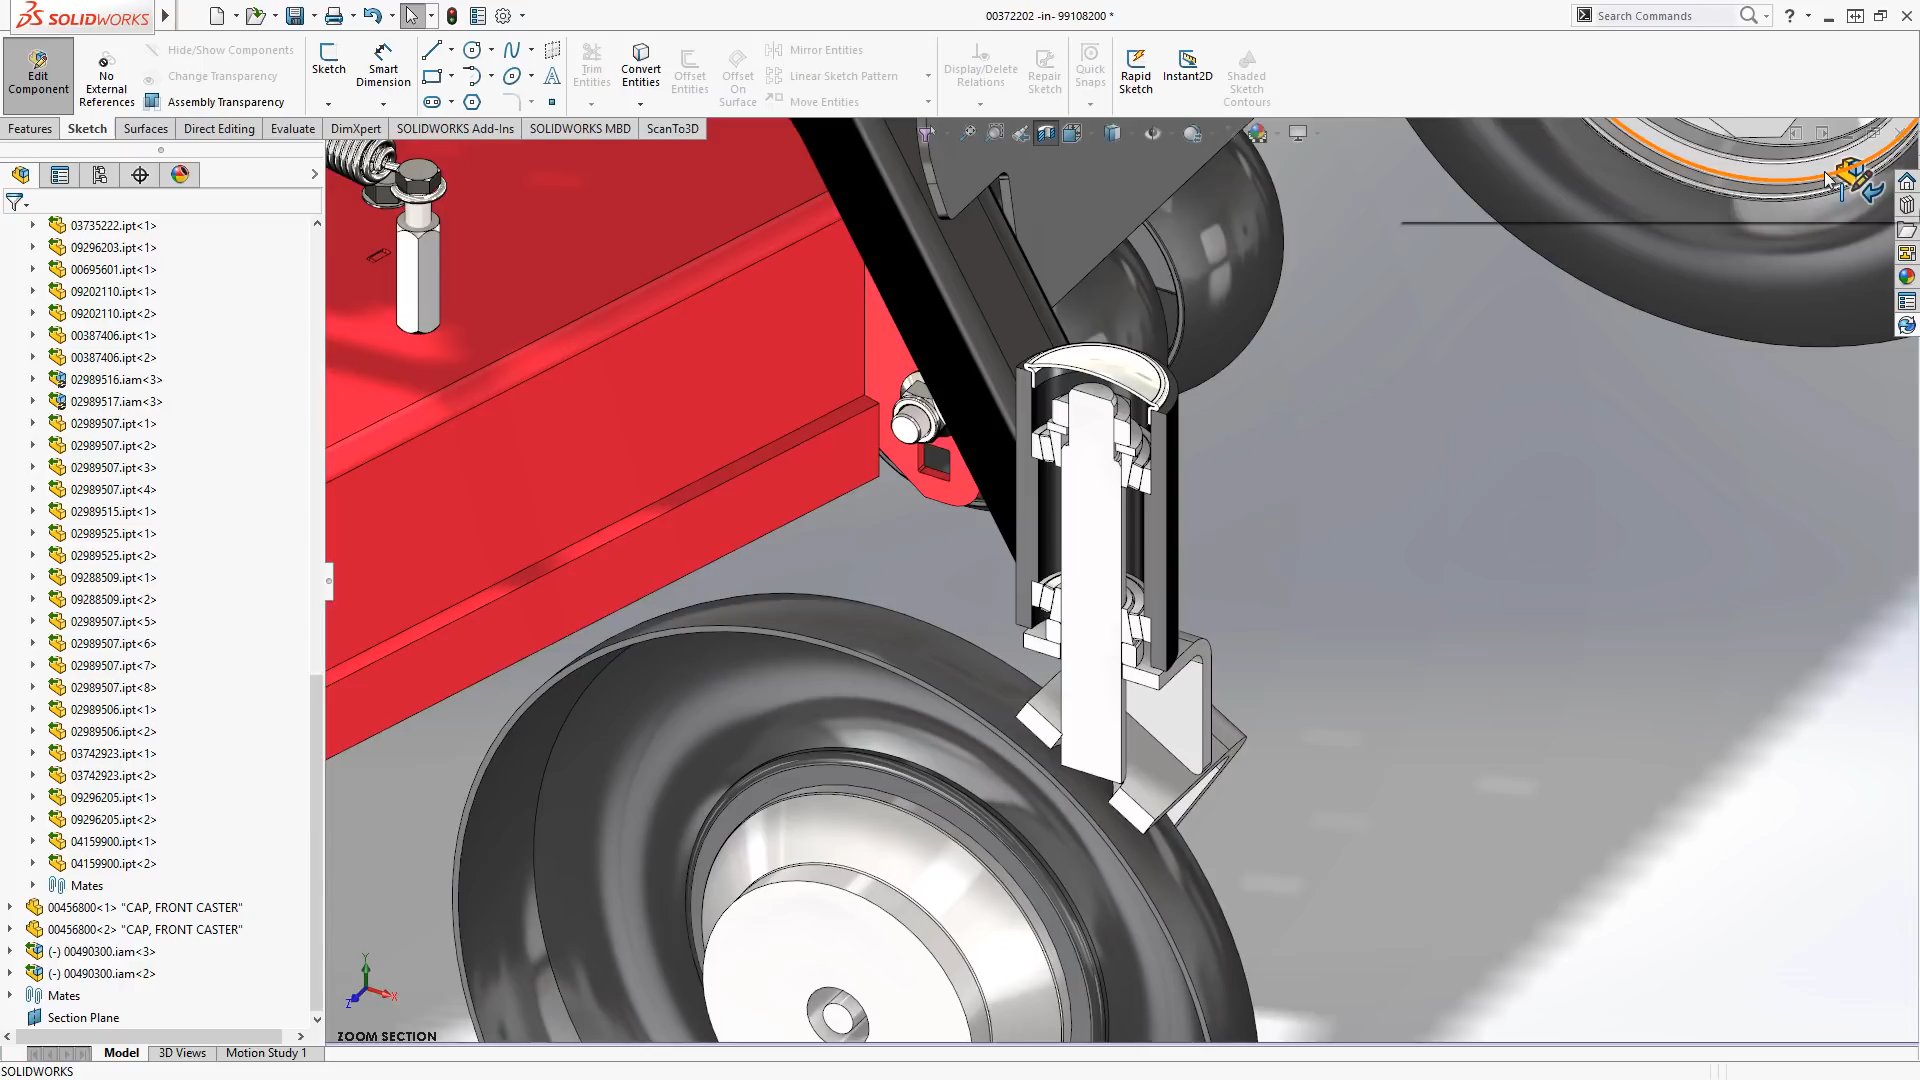 SOLIDWORKS
00372202 -in- 99108200 *
Search Commands
?
Edit Component
No External References
Hide/Show Components
Change Transparency
Assembly Transparency
Sketch
Smart Dimension
Trim Entities
Convert Entities
Offset Entities
Offset On Surface
Mirror Entities
Linear Sketch Pattern
Move Entities
Display/Delete Relations
Repair Sketch
Quick Snaps
Rapid Sketch
Instant2D
Shaded Sketch Contours
Features
Sketch
Surfaces
Direct Editing
Evaluate
DimXpert
SOLIDWORKS Add-Ins
SOLIDWORKS MBD
ScanTo3D
03735222.ipt<1>
09296203.ipt<1>
00695601.ipt<1>
09202110.ipt<1>
09202110.ipt<2>
00387406.ipt<1>
00387406.ipt<2>
02989516.iam<3>
02989517.iam<3>
02989507.ipt<1>
02989507.ipt<2>
02989507.ipt<3>
02989507.ipt<4>
02989515.ipt<1>
02989525.ipt<1>
02989525.ipt<2>
09288509.ipt<1>
09288509.ipt<2>
02989507.ipt<5>
02989507.ipt<6>
02989507.ipt<7>
02989507.ipt<8>
02989506.ipt<1>
02989506.ipt<2>
03742923.ipt<1>
03742923.ipt<2>
09296205.ipt<1>
09296205.ipt<2>
04159900.ipt<1>
04159900.ipt<2>
Mates
00456800<1> "CAP, FRONT CASTER"
00456800<2> "CAP, FRONT CASTER"
(-) 00490300.iam<3>
(-) 00490300.iam<2>
Mates
Section Plane
Y
X
Z
ZOOM SECTION
Model
3D Views
Motion Study 1
SOLIDWORKS